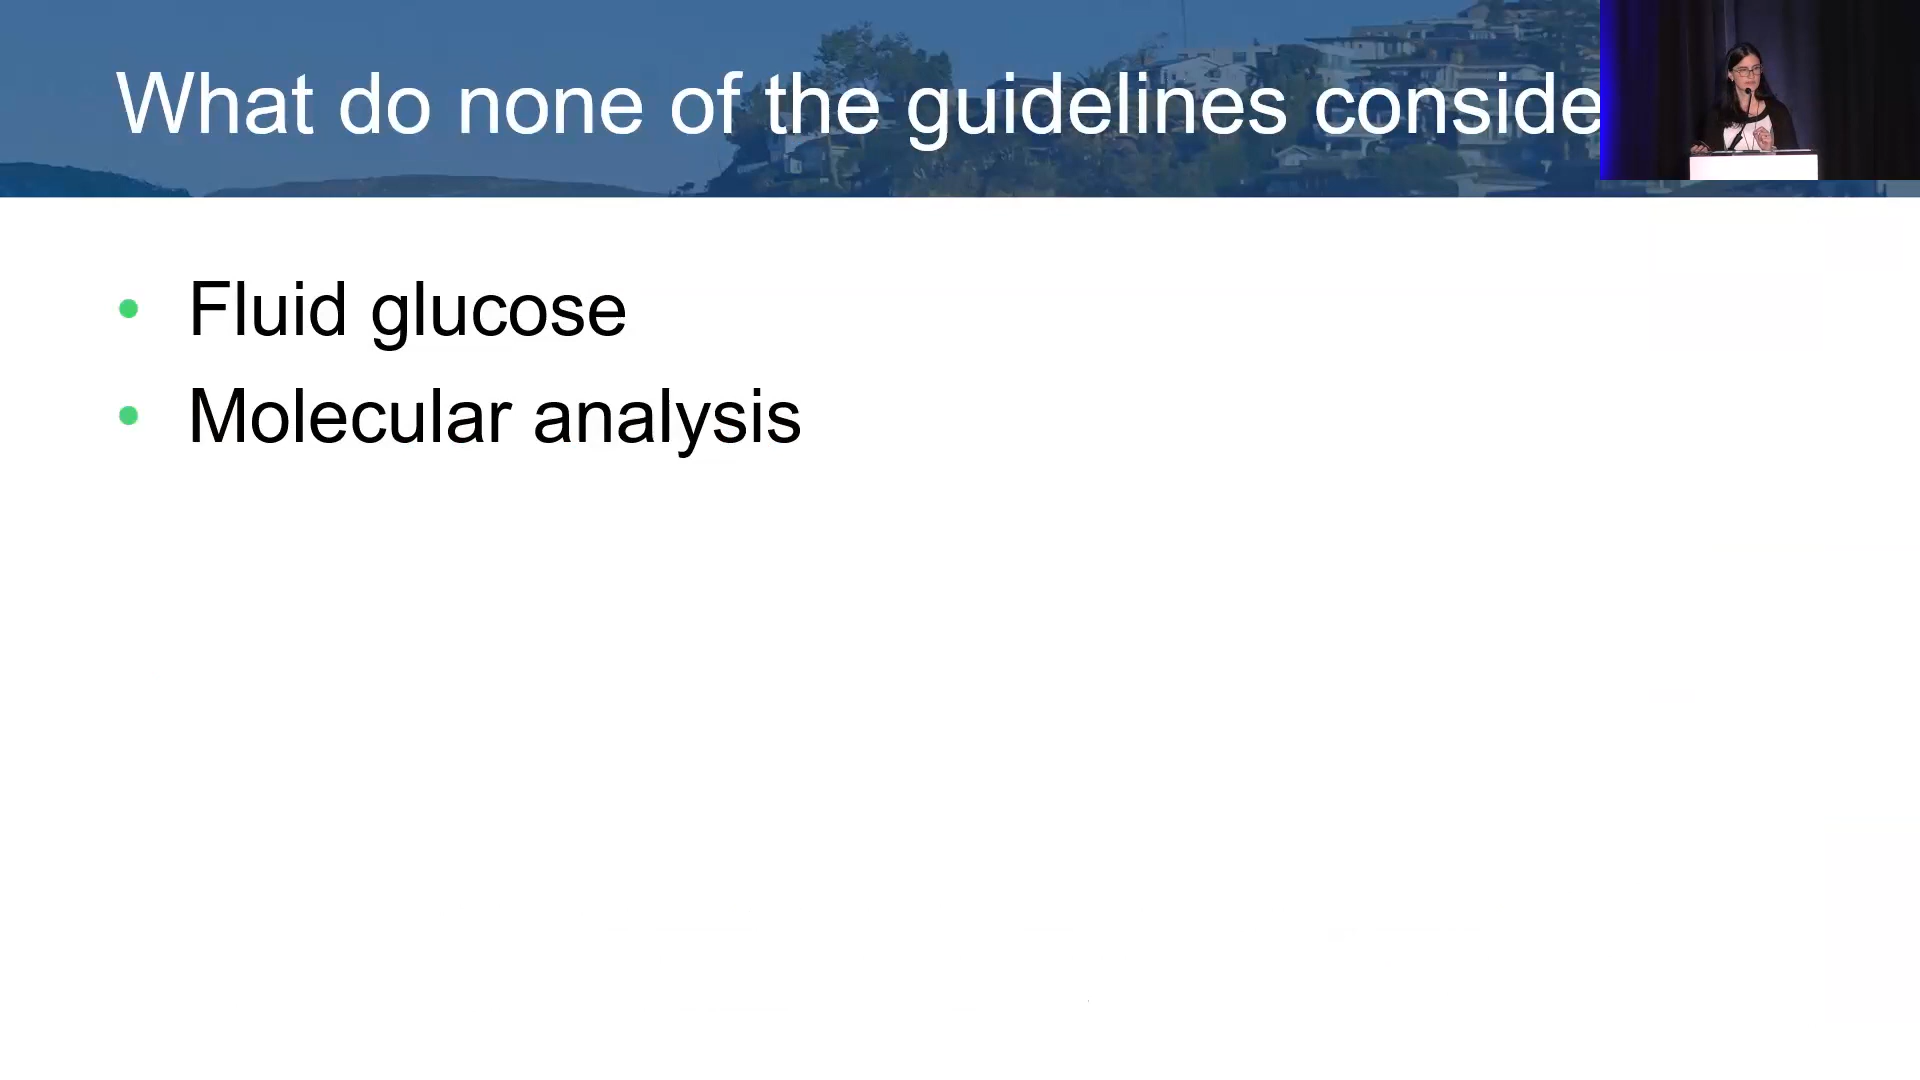 What do none of the guidelines conside
• Fluid glucose
• Molecular analysis